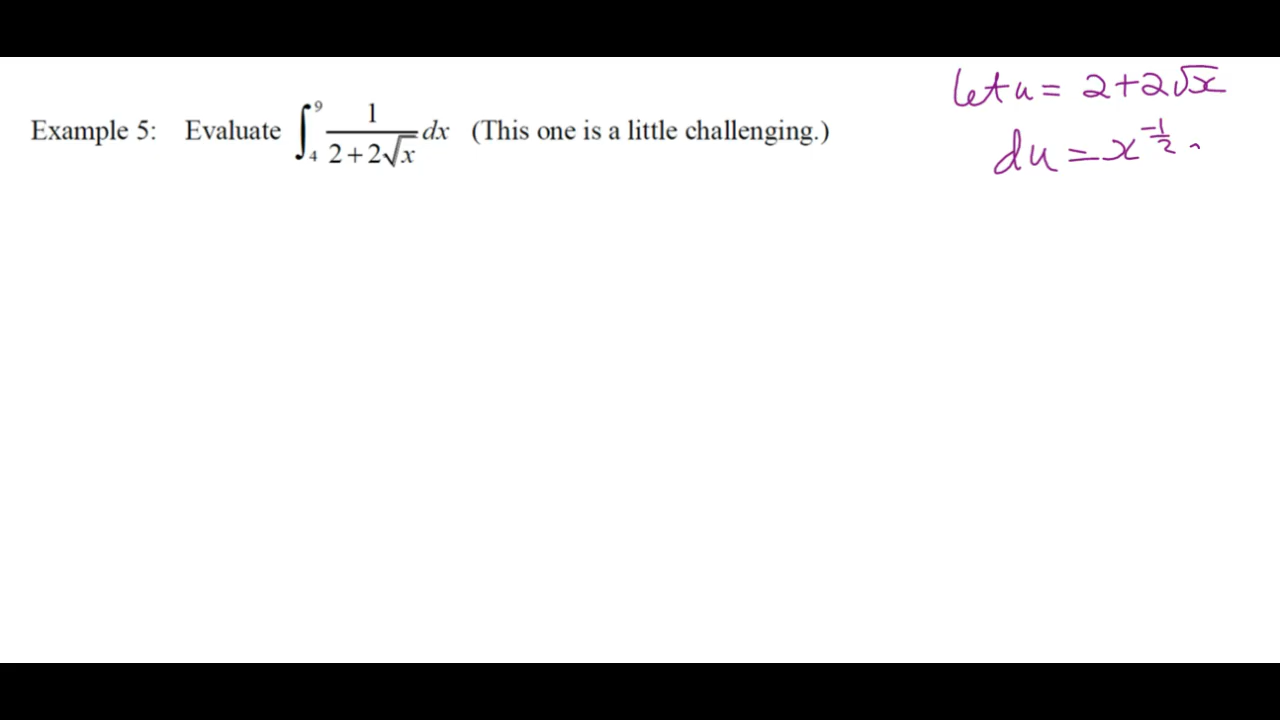 let u = 2+2√x
Example 5: Evaluate ∫₄⁹ 1/(2+2√x) dx (This one is a little challenging.)
du = x^(-1/2)